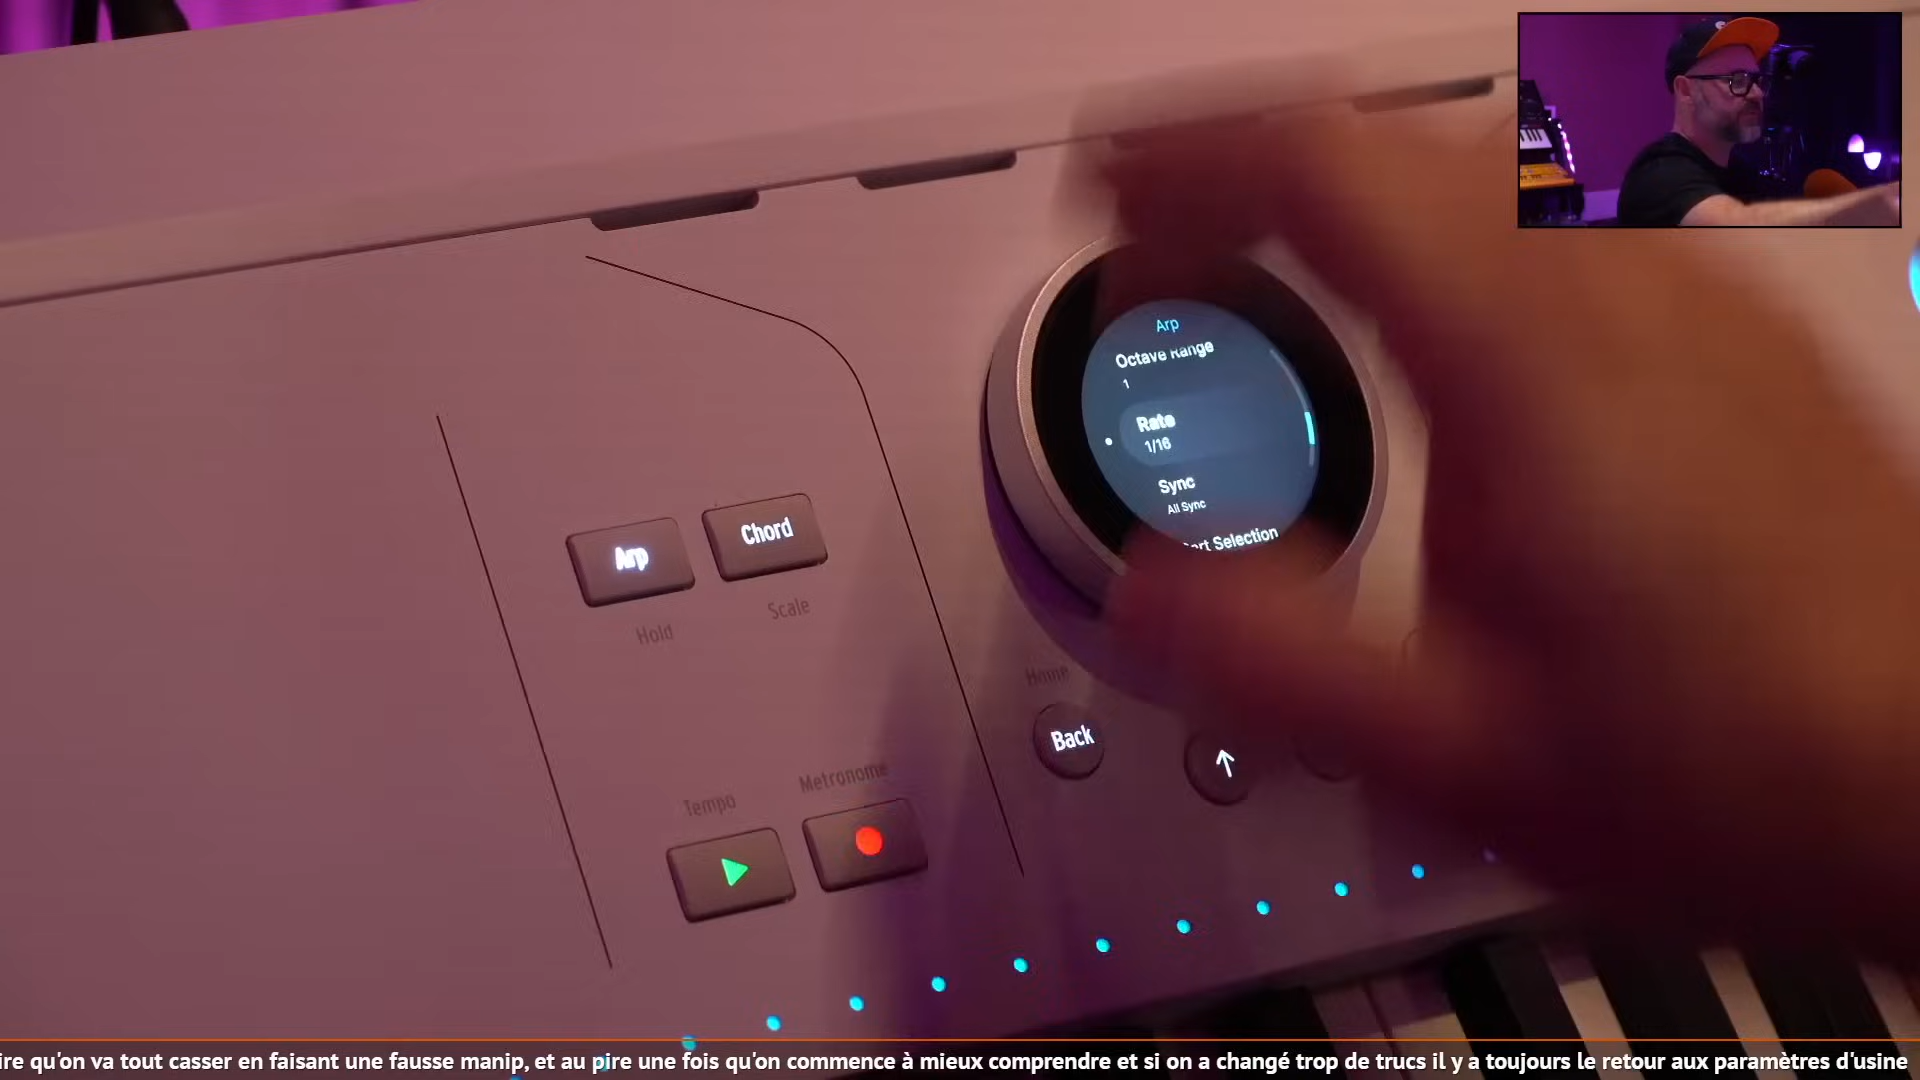 Arp
Octave Range
1
Rate
1/16
Sync
All Sync
Selection
Arp
Chord
Hold
Scale
Home
Back
Tempo
Metronome
qu'on va tout casser en faisant une fausse manip, et au pire une fois qu'on commence à mieux comprendre et si on a changé trop de trucs il y a toujours le retour aux paramètres d'usine